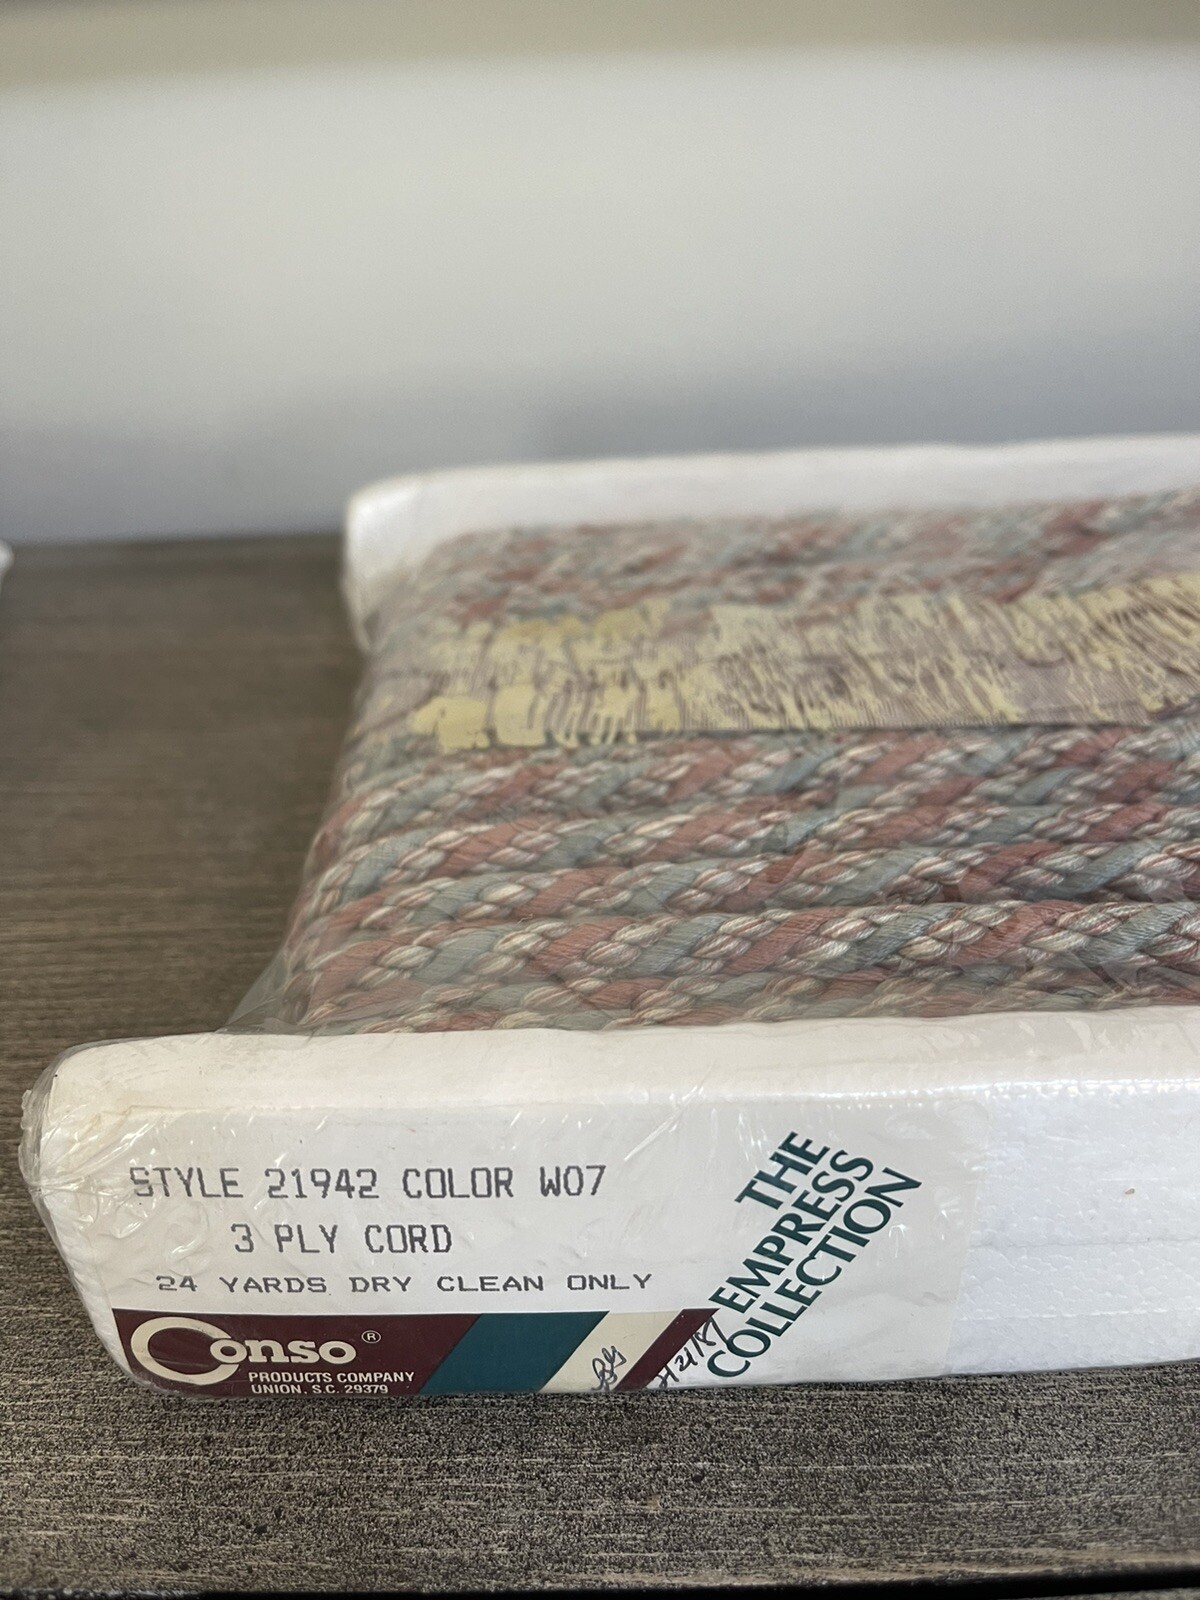 STYLE 21942 COLOR W07
3 PLY CORD
24 YARDS DRY CLEAN ONLY
Conso®
PRODUCTS COMPANY
UNION, S.C. 29379
THE
EMPRESS
COLLECTION